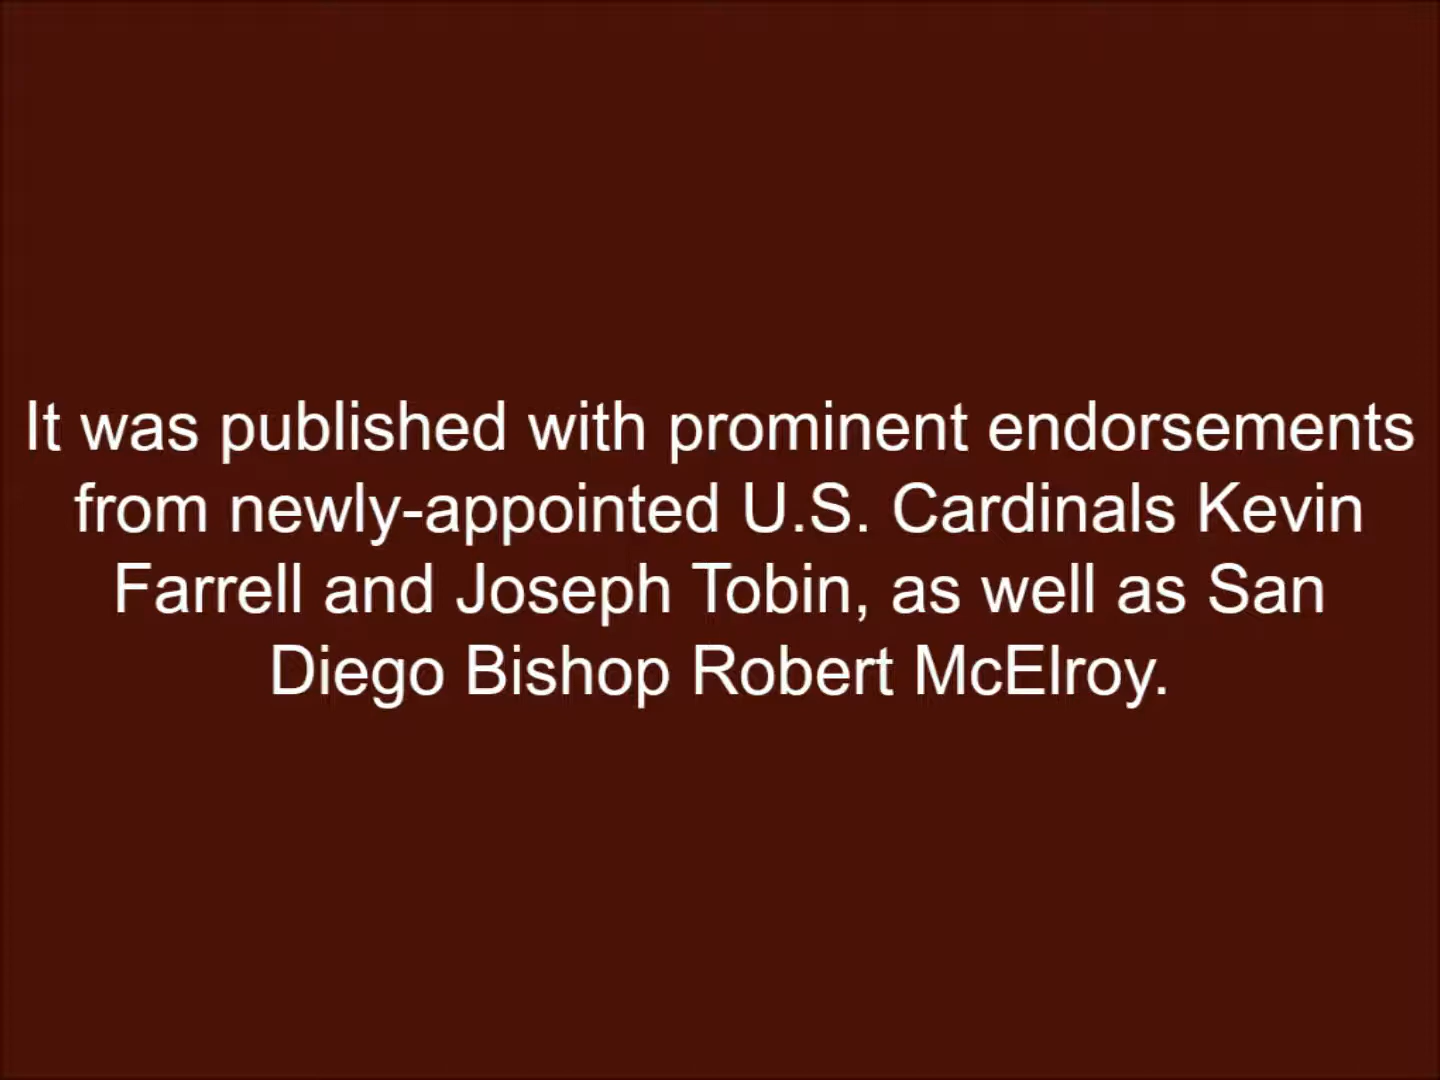 It was published with prominent endorsements
from newly-appointed U.S. Cardinals Kevin
Farrell and Joseph Tobin, as well as San
Diego Bishop Robert McElroy.